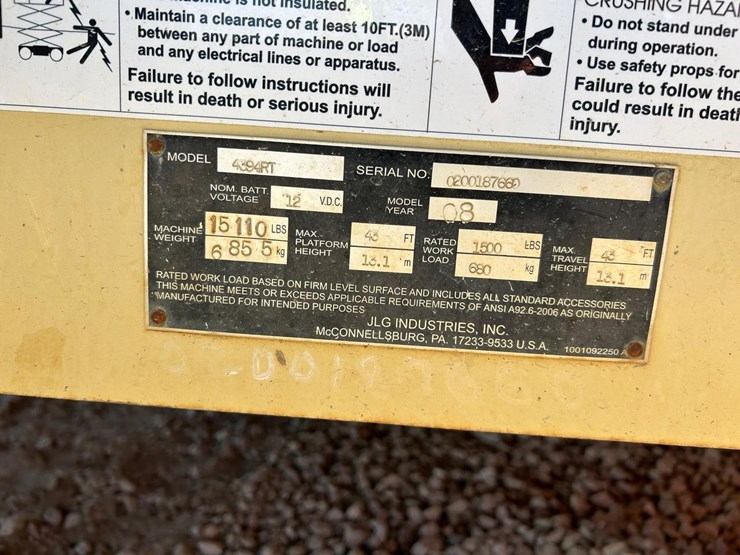 machine is not insulated.
• Maintain a clearance of at least 10FT.(3M)
between any part of machine or load
and any electrical lines or apparatus.
Failure to follow instructions will
result in death or serious injury.
CRUSHING HAZA
• Do not stand under
during operation.
• Use safety props for
Failure to follow the
could result in death
injury.
MODEL 4394RT SERIAL NO. 0200187680
NOM. BATT. VOLTAGE 12 V.D.C. MODEL YEAR 08
MACHINE WEIGHT 15110 LBS 6855 kg
MAX. PLATFORM HEIGHT 43 FT 13.1 m
RATED WORK LOAD 1500 LBS 680 kg
MAX. TRAVEL HEIGHT 43 FT 13.1 m
RATED WORK LOAD BASED ON FIRM LEVEL SURFACE AND INCLUDES ALL STANDARD ACCESSORIES
THIS MACHINE MEETS OR EXCEEDS APPLICABLE REQUIREMENTS OF ANSI A92.6-2006 AS ORIGINALLY
MANUFACTURED FOR INTENDED PURPOSES
JLG INDUSTRIES, INC.
McCONNELLSBURG, PA. 17233-9533 U.S.A.
1001092250 A